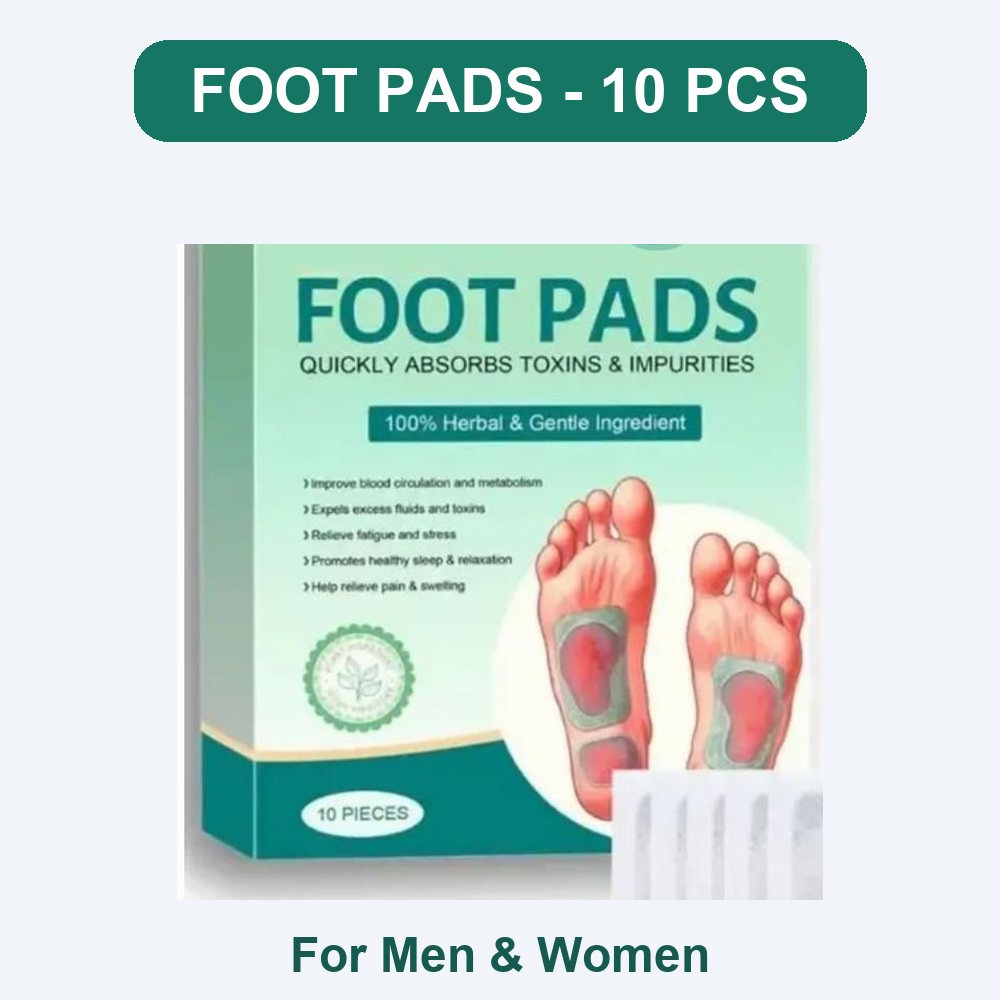 FOOT PADS - 10 PCS
FOOT PADS
QUICKLY ABSORBS TOXINS & IMPURITIES
100% Herbal & Gentle Ingredient
Improve blood circulation and metabolism
Expels excess fluids and toxins
Relieve fatigue and stress
Promotes healthy sleep & relaxation
Help relieve pain & swelling
10 PIECES
For Men & Women